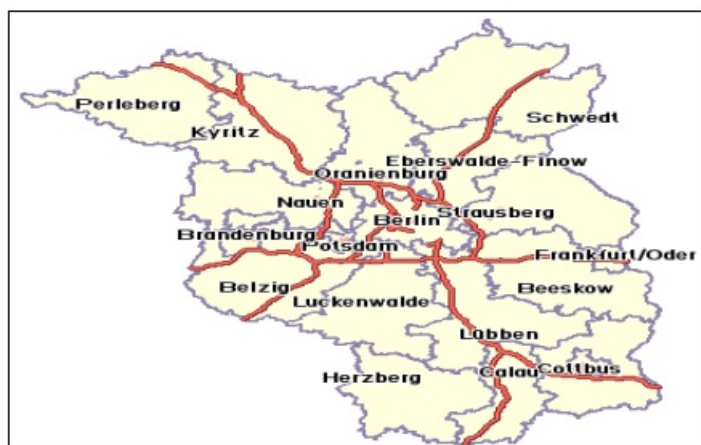 Perleberg
Schwedt
Kyritz
Eberswalde-Finow
Oranienburg
Nauen
Strausberg
Berlin
Brandenburg
Potsdam
Frankfurt/Oder
Belzig
Beeskow
Luckenwalde
Lübben
Herzberg
Calau
Cottbus